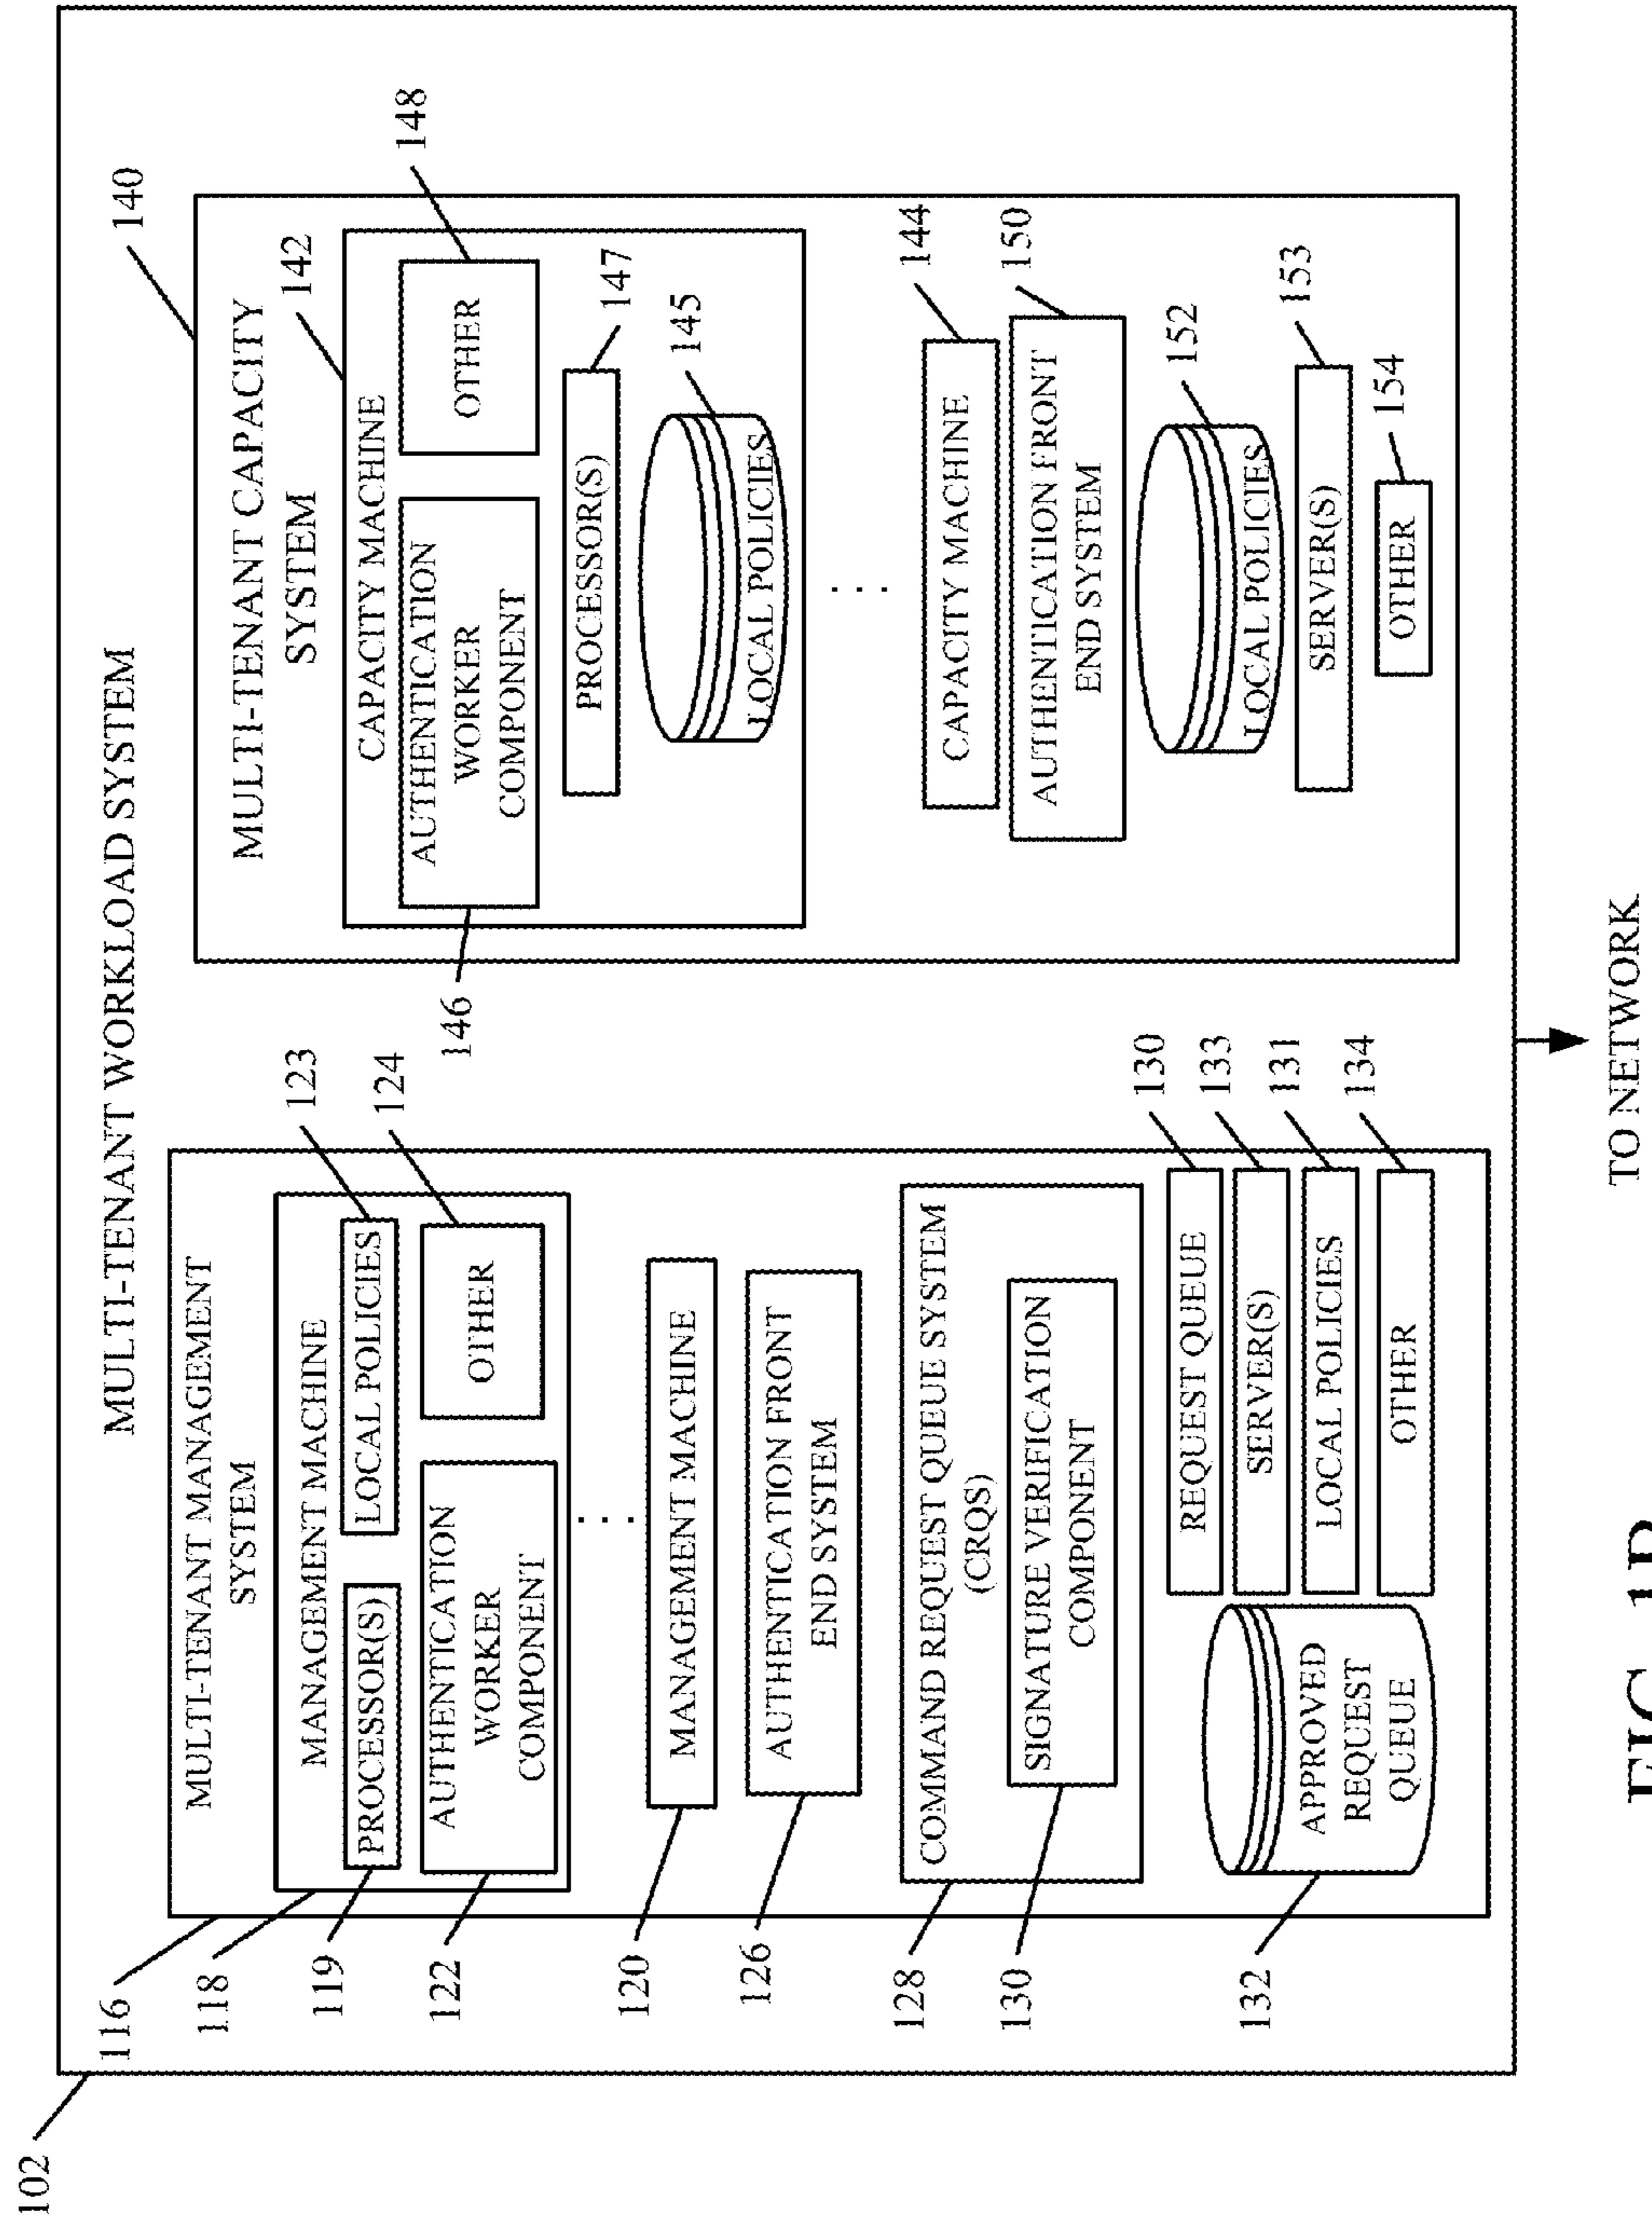 102
MULTI-TENANT WORKLOAD SYSTEM
116
MULTI-TENANT MANAGEMENT
SYSTEM
118
MANAGEMENT MACHINE
119
PROCESSOR(S)
LOCAL POLICIES
123
122
AUTHENTICATION
WORKER
COMPONENT
OTHER
124
. . .
120
MANAGEMENT MACHINE
126
AUTHENTICATION FRONT
END SYSTEM
128
COMMAND REQUEST QUEUE SYSTEM
(CRQS)
130
SIGNATURE VERIFICATION
COMPONENT
132
APPROVED
REQUEST
QUEUE
REQUEST QUEUE
130
SERVER(S)
133
LOCAL POLICIES
131
OTHER
134
140
MULTI-TENANT CAPACITY
SYSTEM
142
CAPACITY MACHINE
146
AUTHENTICATION
WORKER
COMPONENT
OTHER
148
PROCESSOR(S)
147
LOCAL POLICIES
145
. . .
CAPACITY MACHINE
144
AUTHENTICATION FRONT
END SYSTEM
150
LOCAL POLICIES
152
SERVER(S)
153
OTHER
154
TO NETWORK
FIG. 1B